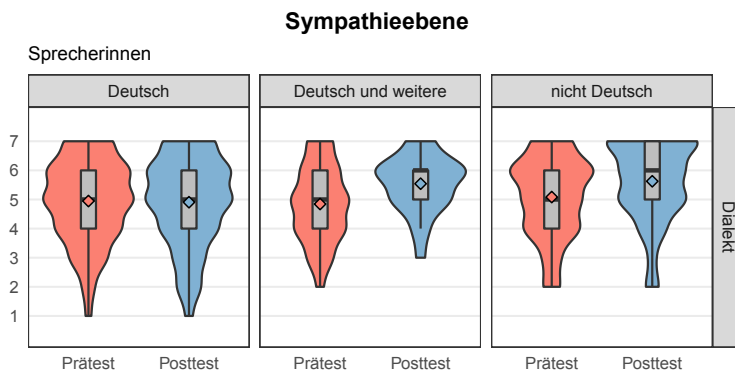 Sympathieebene
Sprecherinnen
Deutsch
Deutsch und weitere
nicht Deutsch
7
6
5
4
3
2
1
Dialekt
Prätest
Posttest
Prätest
Posttest
Prätest
Posttest